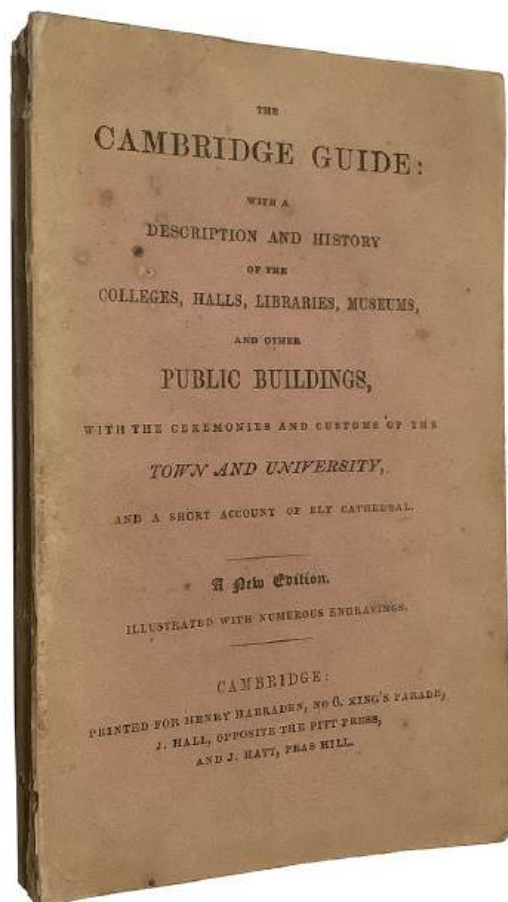 THE
CAMBRIDGE GUIDE:
WITH A
DESCRIPTION AND HISTORY
OF THE
COLLEGES, HALLS, LIBRARIES, MUSEUMS,
AND OTHER
PUBLIC BUILDINGS,
WITH THE CEREMONIES AND CUSTOMS OF THE
TOWN AND UNIVERSITY,
AND A SHORT ACCOUNT OF ELY CATHEDRAL.
A New Edition.
ILLUSTRATED WITH NUMEROUS ENGRAVINGS.
CAMBRIDGE:
PRINTED FOR HENRY HARRADEN, NO 6. KING'S PARADE,
J. HALL, OPPOSITE THE PITT PRESS,
AND J. HATT, PEAS HILL.